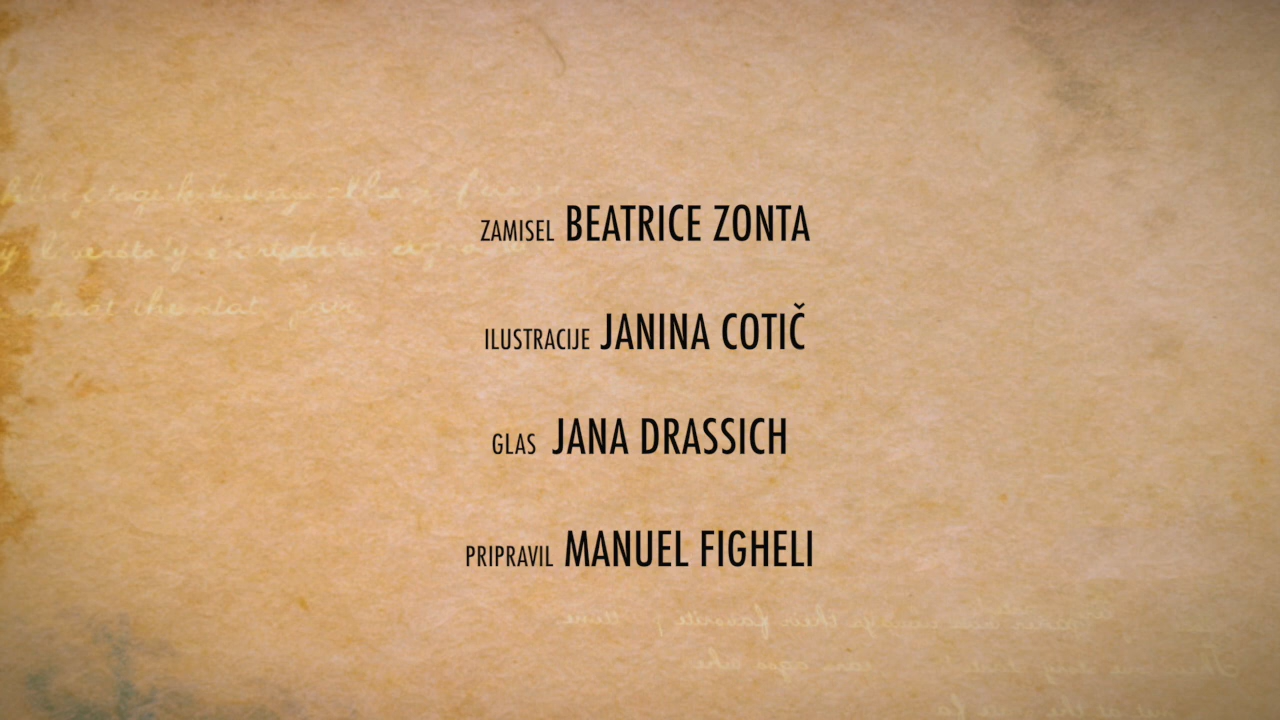 ZAMISEL BEATRICE ZONTA
ILUSTRACIJE JANINA COTIČ
GLAS JANA DRASSICH
PRIPRAVIL MANUEL FIGHELI